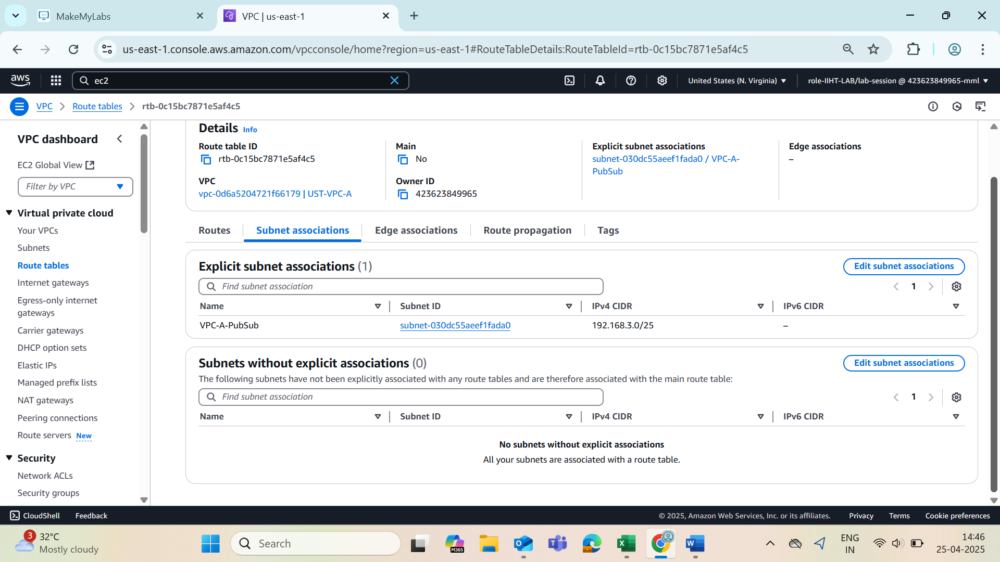 MakeMyLabs
VPC | us-east-1
us-east-1.console.aws.amazon.com/vpcconsole/home?region=us-east-1#RouteTableDetails:RouteTableId=rtb-0c15bc7871e5af4c5
aws
ec2
United States (N. Virginia)
role-IIHT-LAB/lab-session @ 423623849965-mml
VPC
Route tables
rtb-0c15bc7871e5af4c5
VPC dashboard
EC2 Global View
Filter by VPC
Virtual private cloud
Your VPCs
Subnets
Route tables
Internet gateways
Egress-only internet
gateways
Carrier gateways
DHCP option sets
Elastic IPs
Managed prefix lists
NAT gateways
Peering connections
Route servers New
Security
Network ACLs
Security groups
Details Info
Route table ID
rtb-0c15bc7871e5af4c5
VPC
vpc-0d6a5204721f66179 | UST-VPC-A
Main
No
Owner ID
423623849965
Explicit subnet associations
subnet-030dc55aeef1fada0 / VPC-A-
PubSub
Edge associations
–
Routes
Subnet associations
Edge associations
Route propagation
Tags
Explicit subnet associations (1)
Edit subnet associations
Find subnet association
1
Name Subnet ID IPv4 CIDR IPv6 CIDR
VPC-A-PubSub subnet-030dc55aeef1fada0 192.168.3.0/25 –
Subnets without explicit associations (0)
Edit subnet associations
The following subnets have not been explicitly associated with any route tables and are therefore associated with the main route table:
Find subnet association
1
Name Subnet ID IPv4 CIDR IPv6 CIDR
No subnets without explicit associations
All your subnets are associated with a route table.
CloudShell
Feedback
© 2025, Amazon Web Services, Inc. or its affiliates.
Privacy
Terms
Cookie preferences
3
32°C
Mostly cloudy
Search
M365
ENG
IN
14:46
25-04-2025